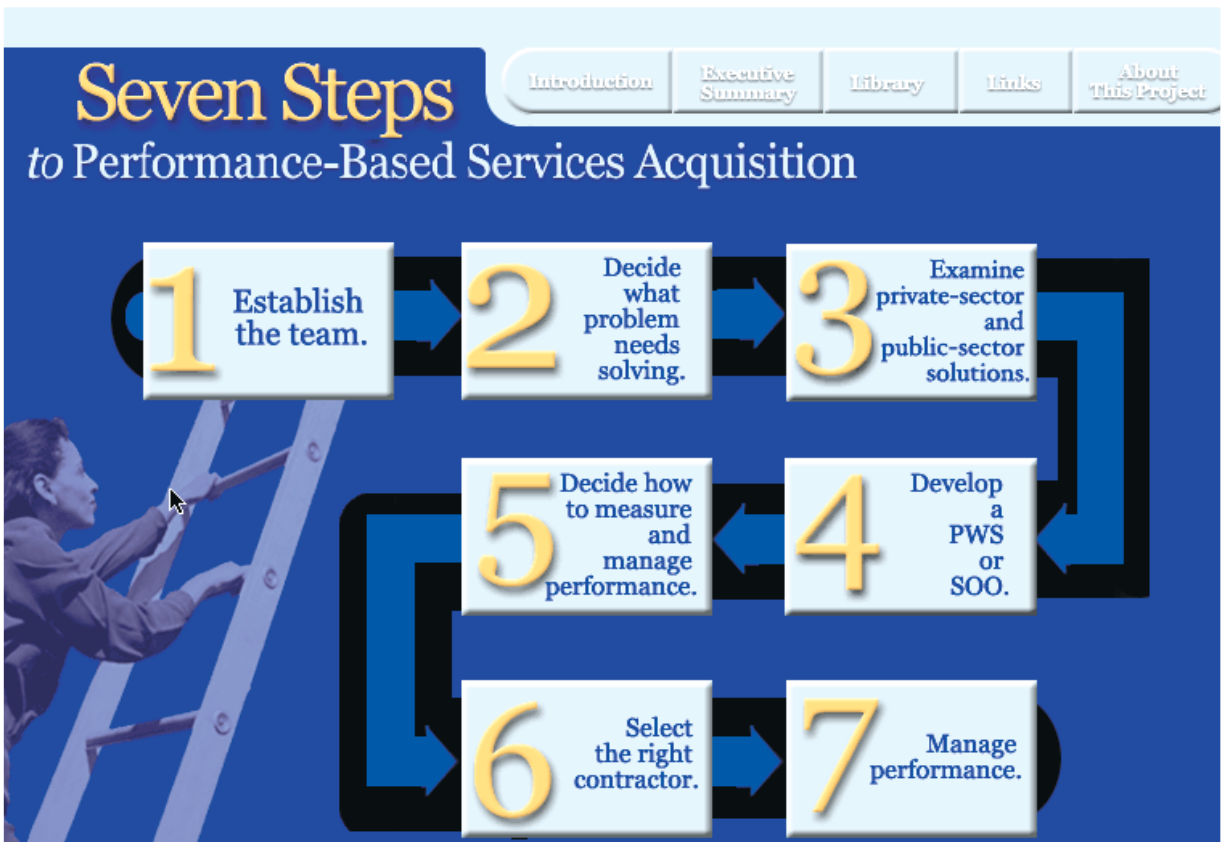 Seven Steps
to Performance-Based Services Acquisition
Introduction
Executive
Summary
Library
Links
About
This Project
1
Establish
the team.
2
Decide
what
problem
needs
solving.
3
Examine
private-sector
and
public-sector
solutions.
4
Develop
a
PWS
or
SOO.
5
Decide how
to measure
and
manage
performance.
6
Select
the right
contractor.
7
Manage
performance.